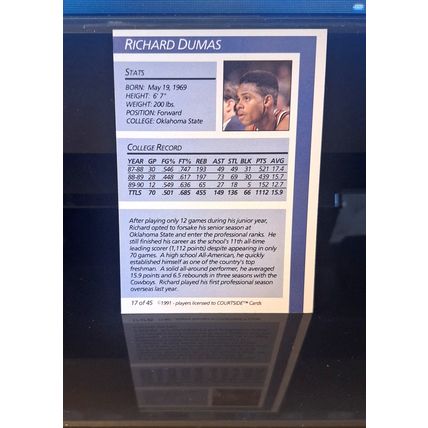 RICHARD DUMAS
STATS
BORN: May 19, 1969
HEIGHT: 6' 7"
WEIGHT: 200 lbs.
POSITION: Forward
COLLEGE: Oklahoma State
COLLEGE RECORD
YEAR GP FG% FT% REB AST STL BLK PTS AVG
87-88 30 .546 .747 193 49 49 31 521 17.4
88-89 28 .448 .617 197 73 69 30 439 15.7
89-90 12 .549 .636 65 27 18 5 152 12.7
TTLS 70 .501 .685 455 149 136 66 1112 15.9
After playing only 12 games during his junior year,
Richard opted to forsake his senior season at
Oklahoma State and enter the professional ranks. He
still finished his career as the school's 11th all-time
leading scorer (1,112 points) despite appearing in only
70 games. A high school All-American, he quickly
established himself as one of the country's top
freshman. A solid all-around performer, he averaged
15.9 points and 6.5 rebounds in three seasons with the
Cowboys. Richard played his first professional season
overseas last year.
17 of 45 ©1991 - players licensed to COURTSIDE™ Cards